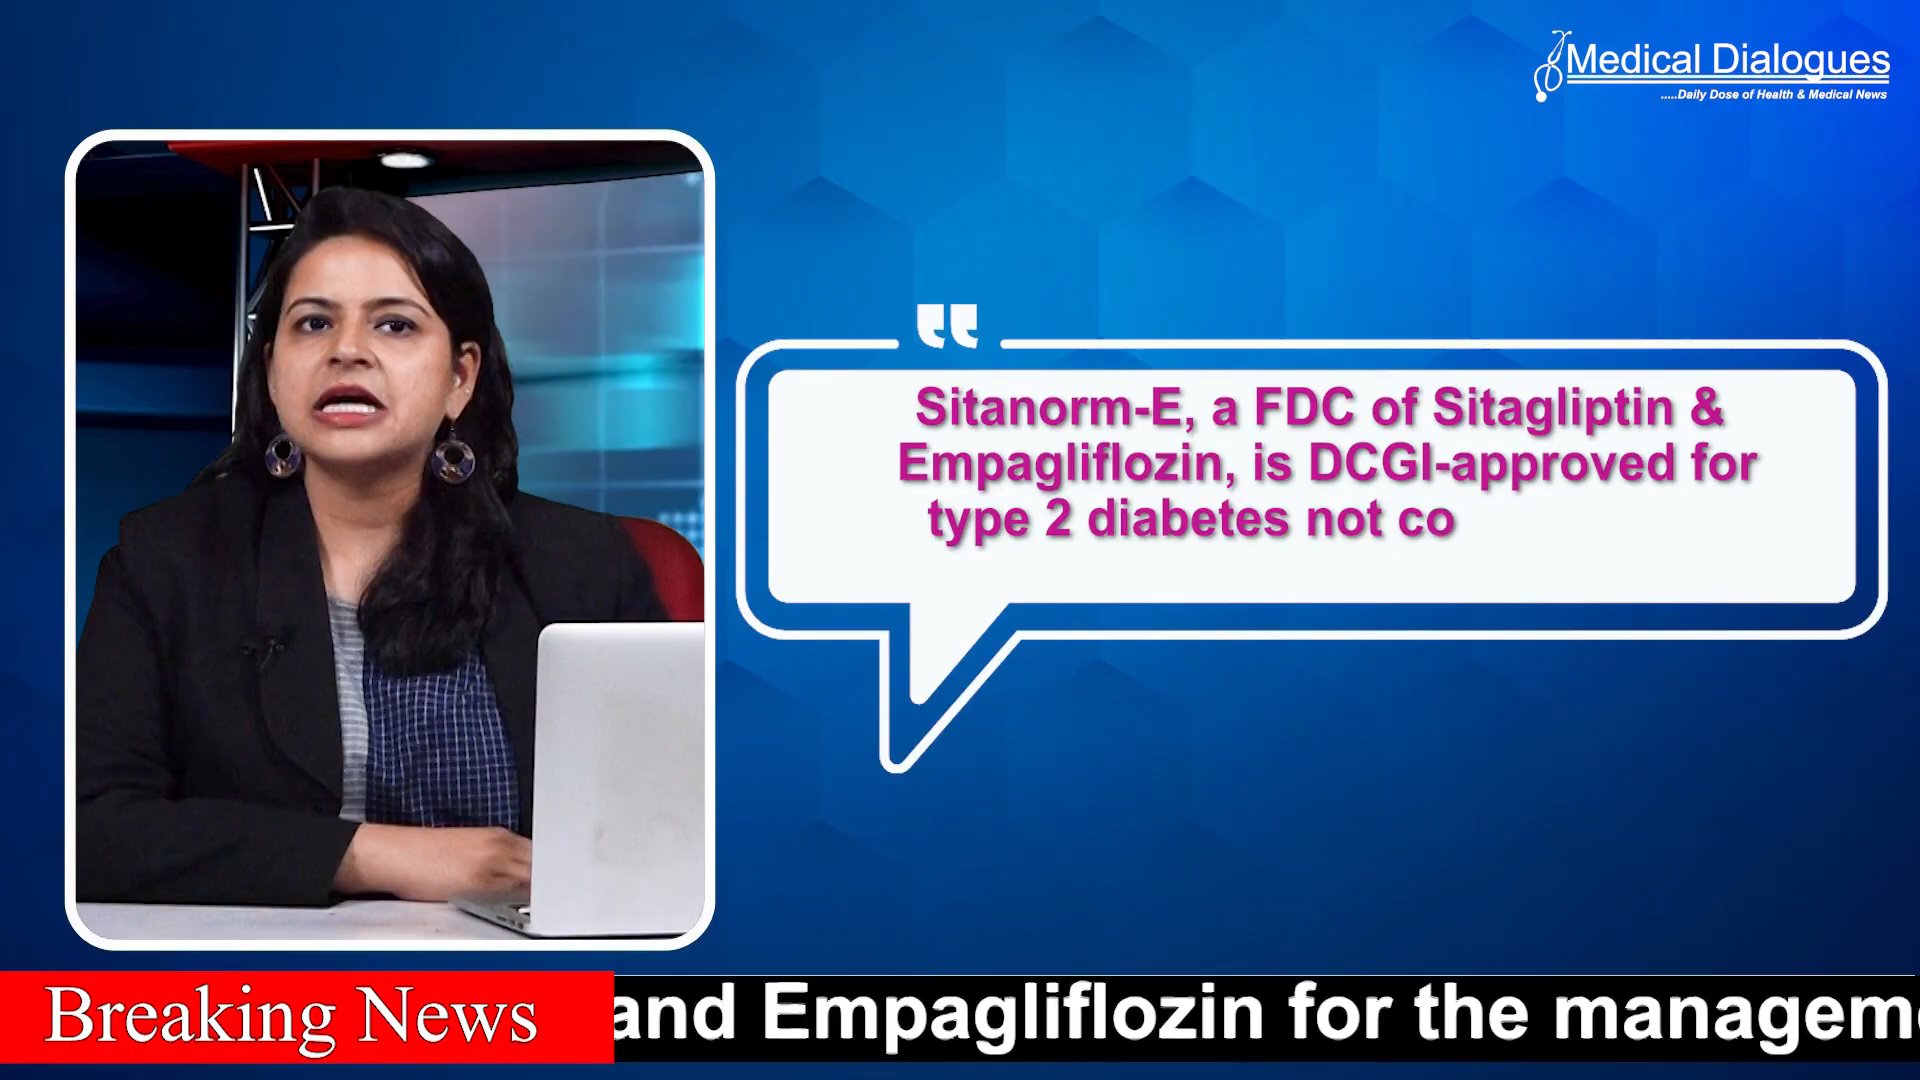 Medical Dialogues
.....Daily Dose of Health & Medical News
Sitanorm-E, a FDC of Sitagliptin &
Empagliflozin, is DCGI-approved for
type 2 diabetes not co
Breaking News
and Empagliflozin for the managem